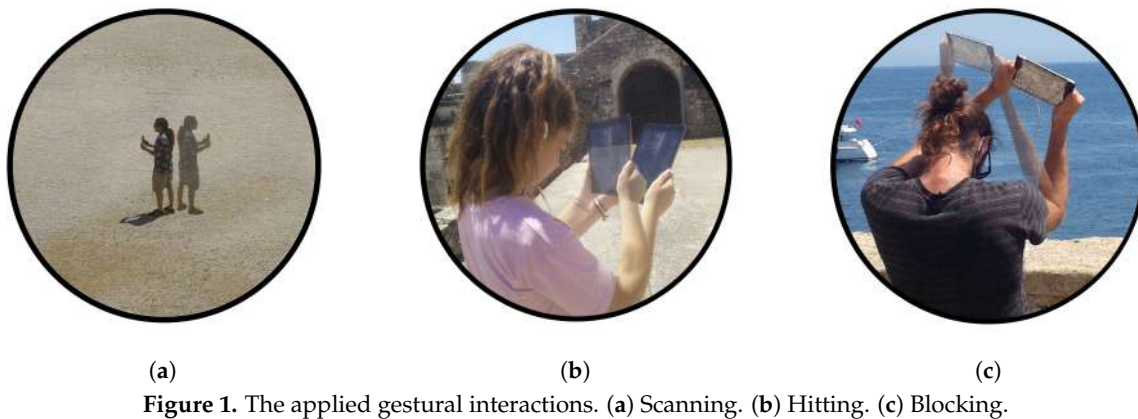 (a) (b) (c)
Figure 1. The applied gestural interactions. (a) Scanning. (b) Hitting. (c) Blocking.